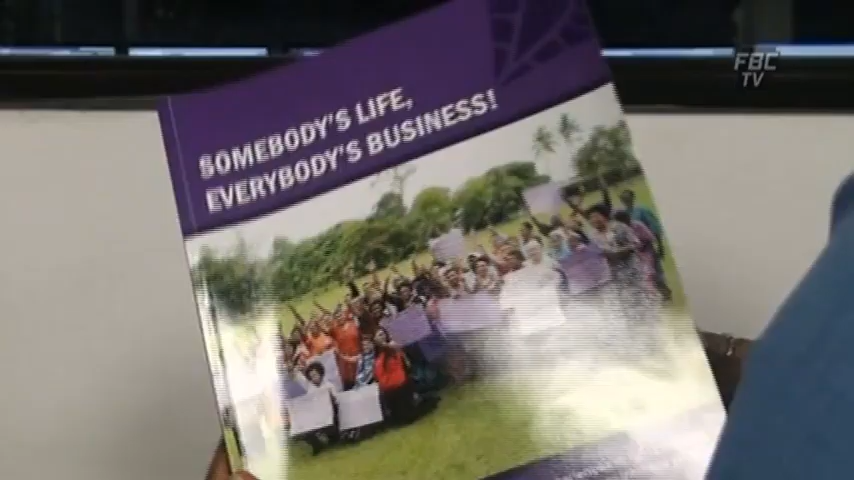 FBC
TV
SOMEBODY'S LIFE,
EVERYBODY'S BUSINESS!